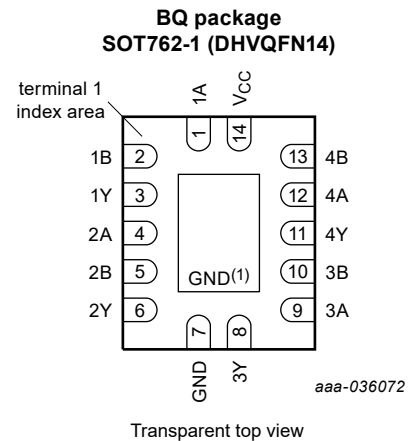 BQ package
SOT762-1 (DHVQFN14)
terminal 1
index area
1A
VCC
1
14
1B 2 13 4B
1Y 3 12 4A
2A 4 11 4Y
2B 5 10 3B
GND(1)
2Y 6 9 3A
7
8
GND
3Y
aaa-036072
Transparent top view